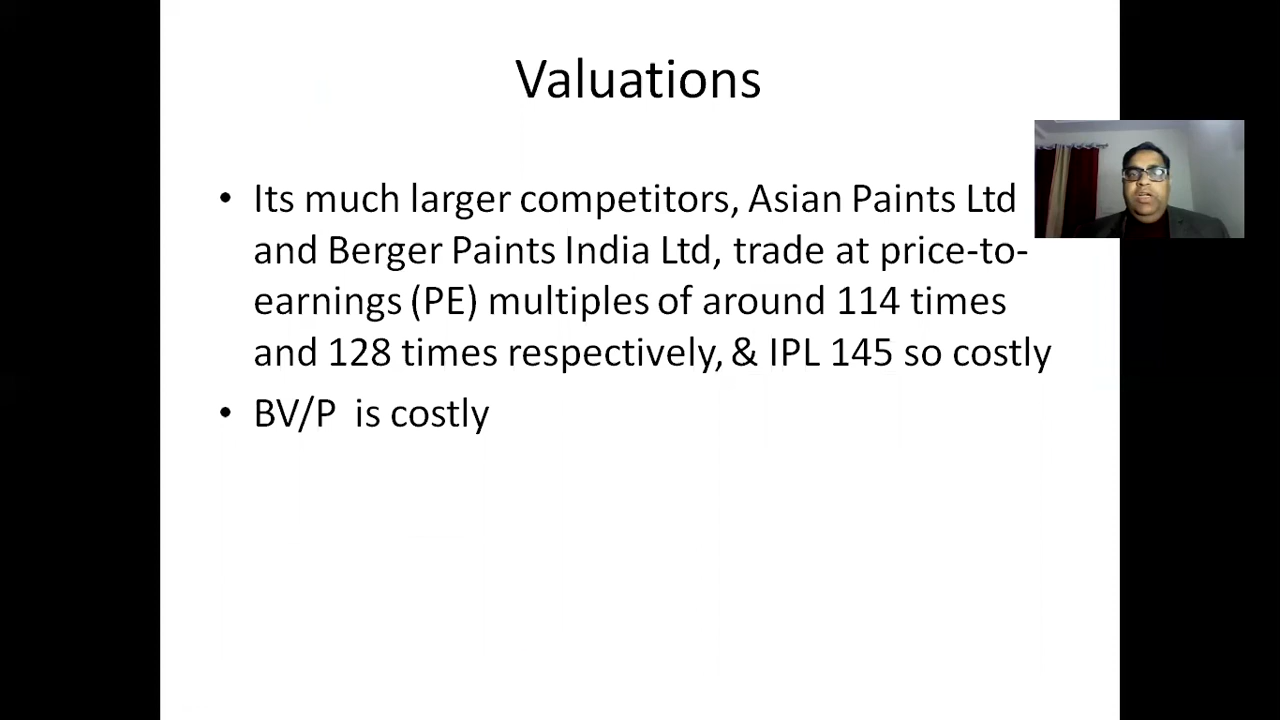 Valuations
• Its much larger competitors, Asian Paints Ltd
and Berger Paints India Ltd, trade at price-to-
earnings (PE) multiples of around 114 times
and 128 times respectively, & IPL 145 so costly
• BV/P is costly